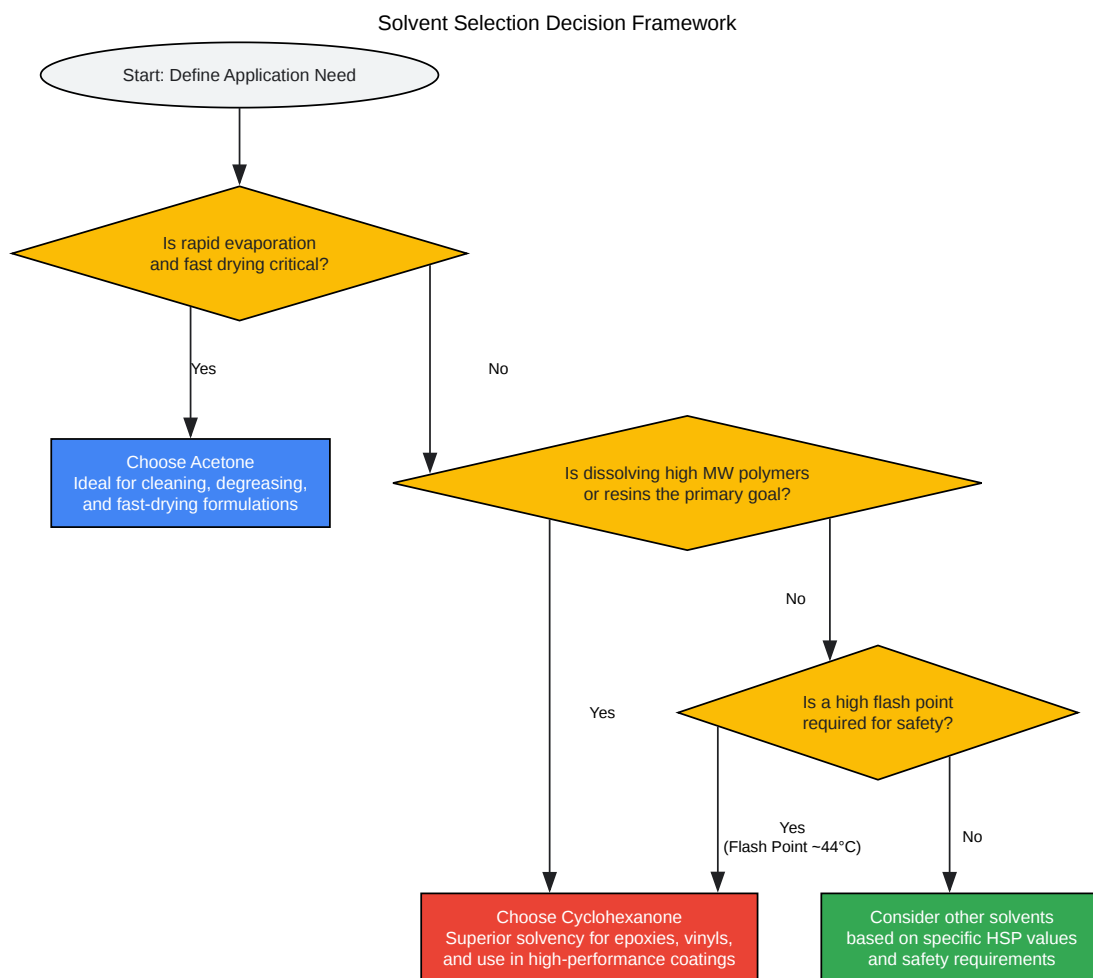 Solvent Selection Decision Framework
Start: Define Application Need
Is rapid evaporation
and fast drying critical?
Yes
No
Choose Acetone
Ideal for cleaning, degreasing,
and fast-drying formulations
Is dissolving high MW polymers
or resins the primary goal?
No
Yes
Is a high flash point
required for safety?
Yes
(Flash Point ~44°C)
No
Choose Cyclohexanone
Superior solvency for epoxies, vinyls,
and use in high-performance coatings
Consider other solvents
based on specific HSP values
and safety requirements